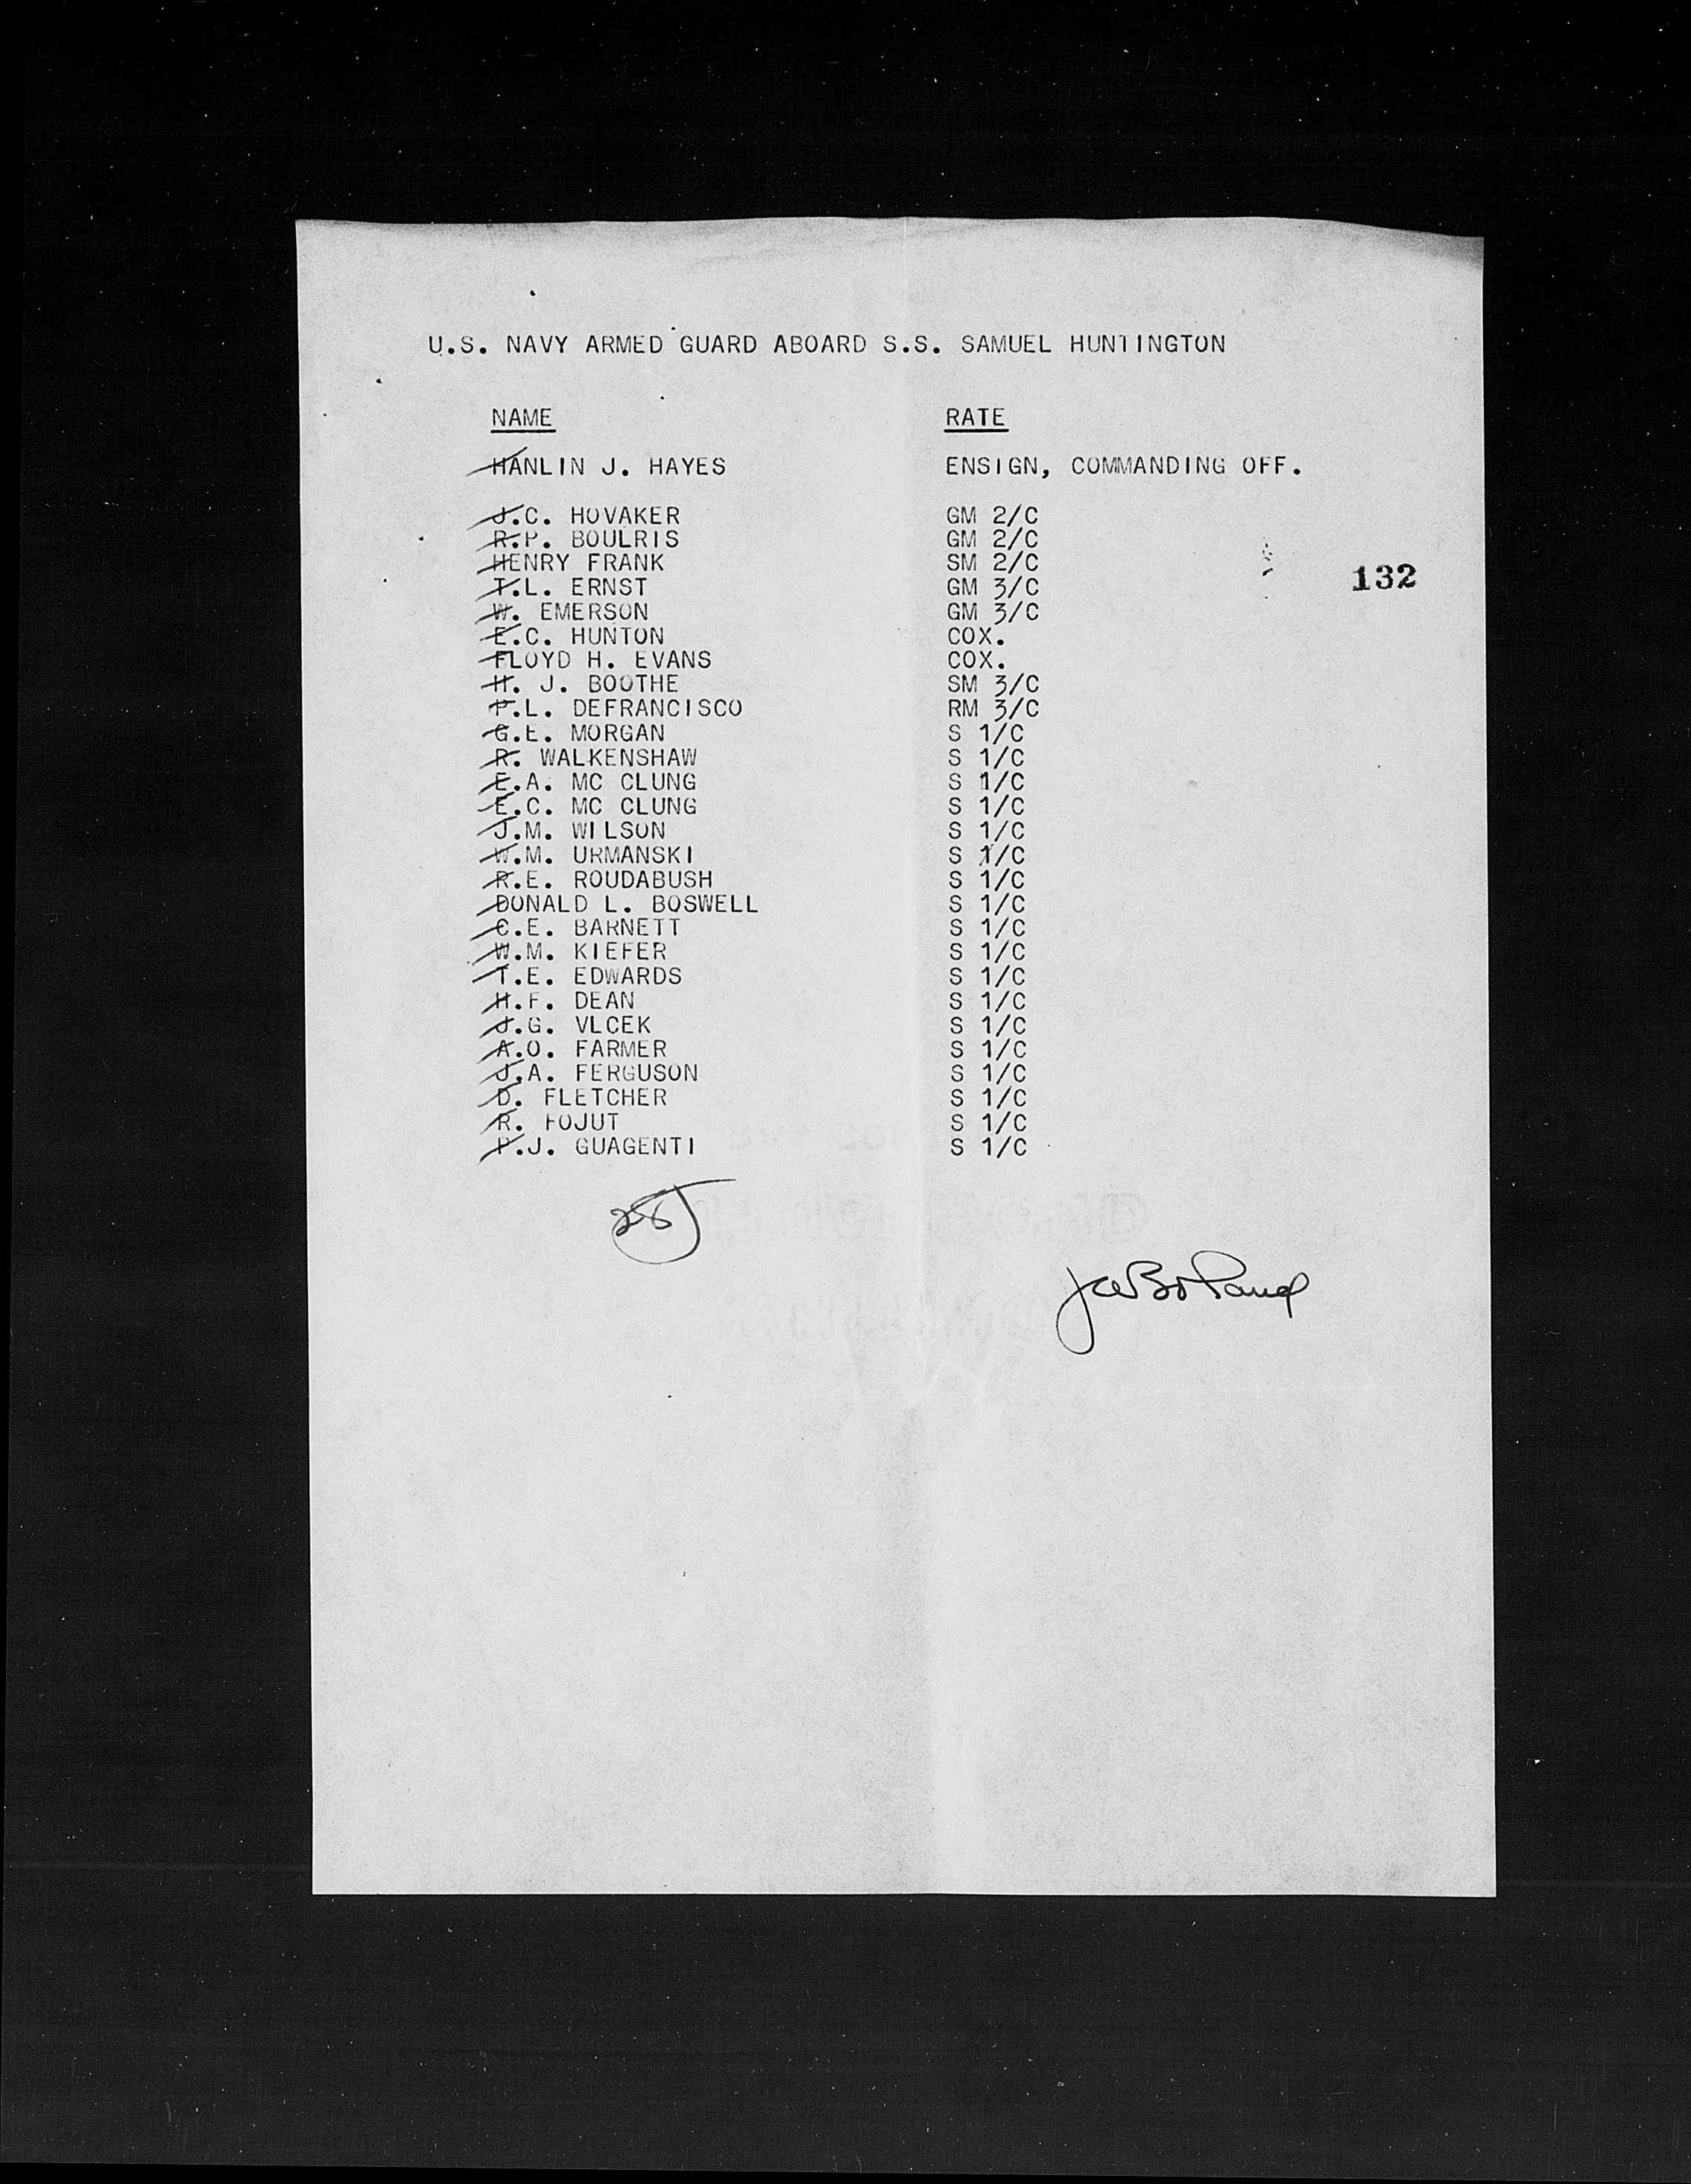 U.S. NAVY ARMED GUARD ABOARD S.S. SAMUEL HUNTINGTON
NAME RATE
HANLIN J. HAYES ENSIGN, COMMANDING OFF.
J.C. HOVAKER GM 2/C
R.P. BOULRIS GM 2/C
HENRY FRANK SM 2/C
T.L. ERNST GM 3/C
132
W. EMERSON GM 3/C
E.C. HUNTON COX.
FLOYD H. EVANS COX.
H. J. BOOTHE SM 3/C
P.L. DEFRANCISCO RM 3/C
G.E. MORGAN S 1/C
R. WALKENSHAW S 1/C
E.A. MC CLUNG S 1/C
E.C. MC CLUNG S 1/C
J.M. WILSON S 1/C
W.M. URMANSKI S 1/C
R.E. ROUDABUSH S 1/C
DONALD L. BOSWELL S 1/C
C.E. BARNETT S 1/C
W.M. KIEFER S 1/C
T.E. EDWARDS S 1/C
H.F. DEAN S 1/C
J.G. VLCEK S 1/C
A.O. FARMER S 1/C
J.A. FERGUSON S 1/C
D. FLETCHER S 1/C
R. FOJUT S 1/C
P.J. GUAGENTI S 1/C
28
JW Boland